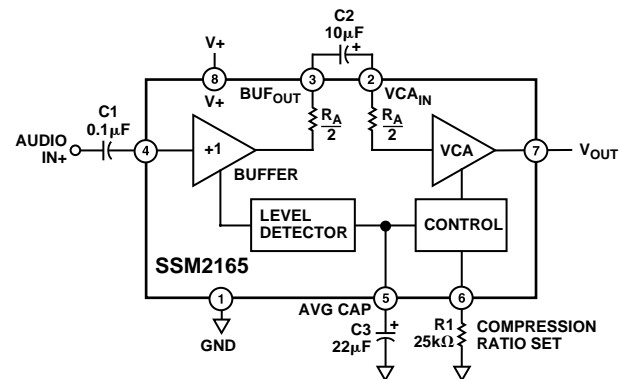 C2
10μF
+
V+
8
V+
3
BUFOUT
2
VCAIN
C1
0.1μF
AUDIO
IN+
4
+1
BUFFER
RA
2
RA
2
VCA
7
VOUT
LEVEL
DETECTOR
CONTROL
SSM2165
1
GND
AVG CAP
5
6
C3
22μF
+
R1
25kΩ
COMPRESSION
RATIO SET